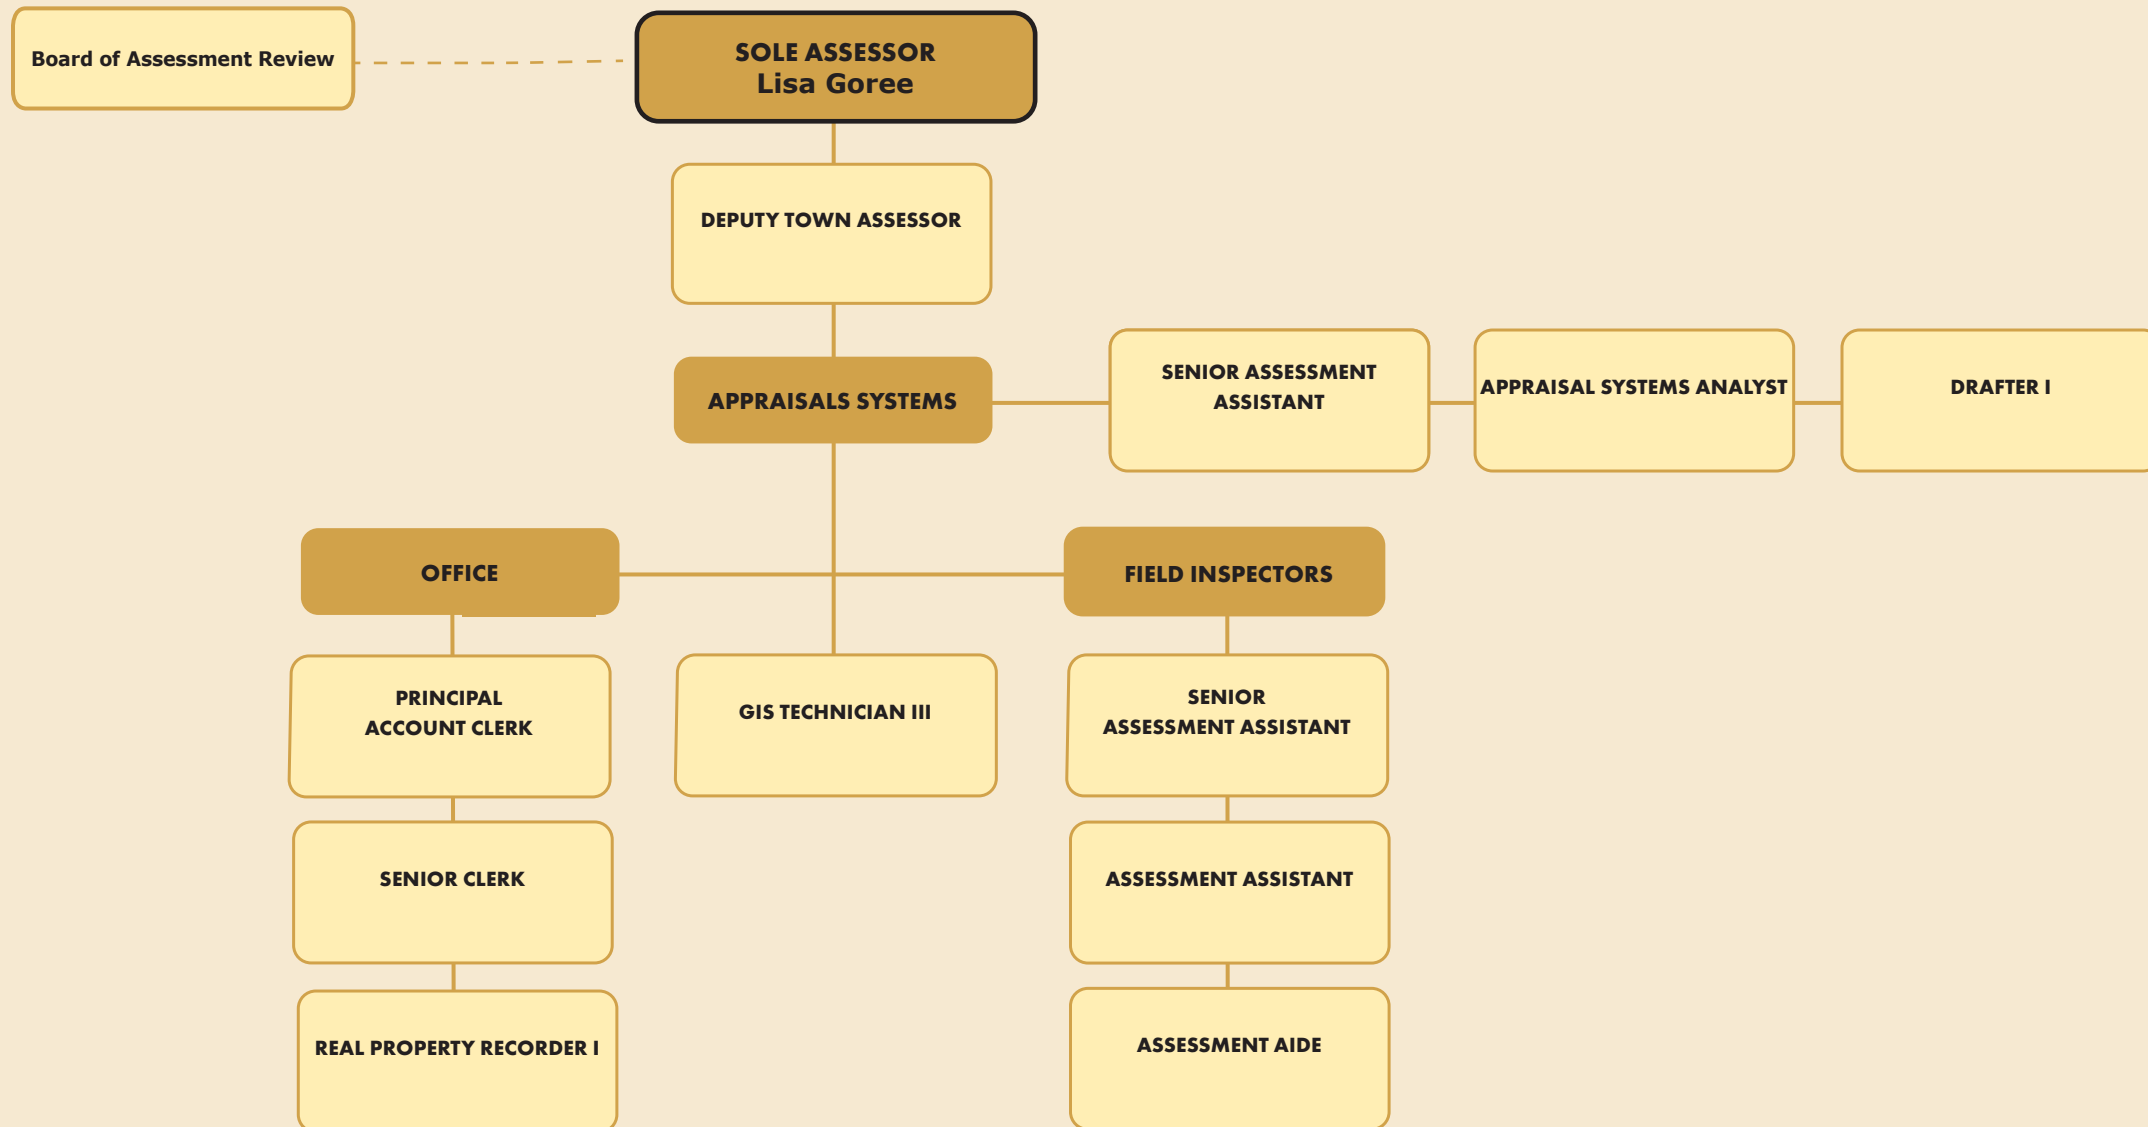 Board of Assessment Review
SOLE ASSESSOR
Lisa Goree
DEPUTY TOWN ASSESSOR
APPRAISALS SYSTEMS
SENIOR ASSESSMENT
ASSISTANT
APPRAISAL SYSTEMS ANALYST
DRAFTER I
OFFICE
FIELD INSPECTORS
PRINCIPAL
ACCOUNT CLERK
GIS TECHNICIAN III
SENIOR
ASSESSMENT ASSISTANT
SENIOR CLERK
ASSESSMENT ASSISTANT
REAL PROPERTY RECORDER I
ASSESSMENT AIDE